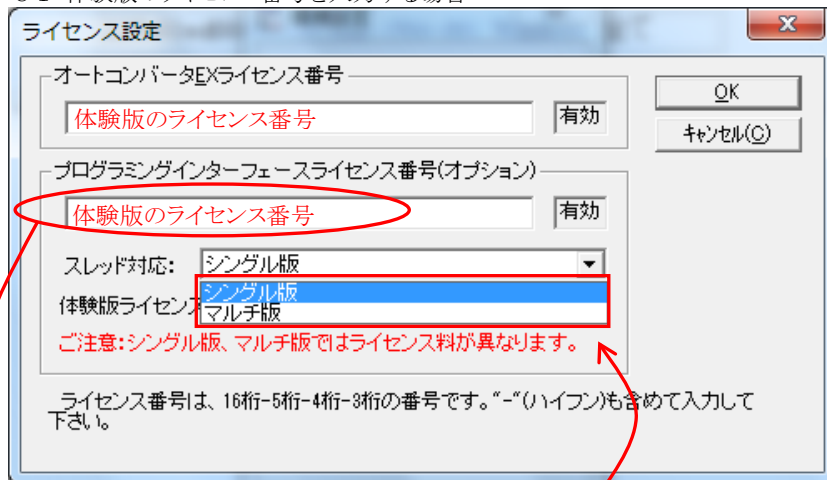 ライセンス設定
オートコンバータEXライセンス番号
体験版のライセンス番号
有効
OK
キャンセル(C)
プログラミングインターフェースライセンス番号(オプション)
体験版のライセンス番号
有効
スレッド対応:
シングル版
体験版ライセンス
シングル版
マルチ版
ご注意:シングル版、マルチ版ではライセンス料が異なります。
ライセンス番号は、16桁-5桁-4桁-3桁の番号です。"-"(ハイフン)も含めて入力して
下さい。